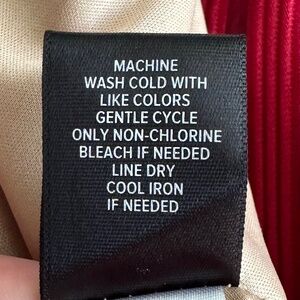 MACHINE
WASH COLD WITH
LIKE COLORS
GENTLE CYCLE
ONLY NON-CHLORINE
BLEACH IF NEEDED
LINE DRY
COOL IRON
IF NEEDED